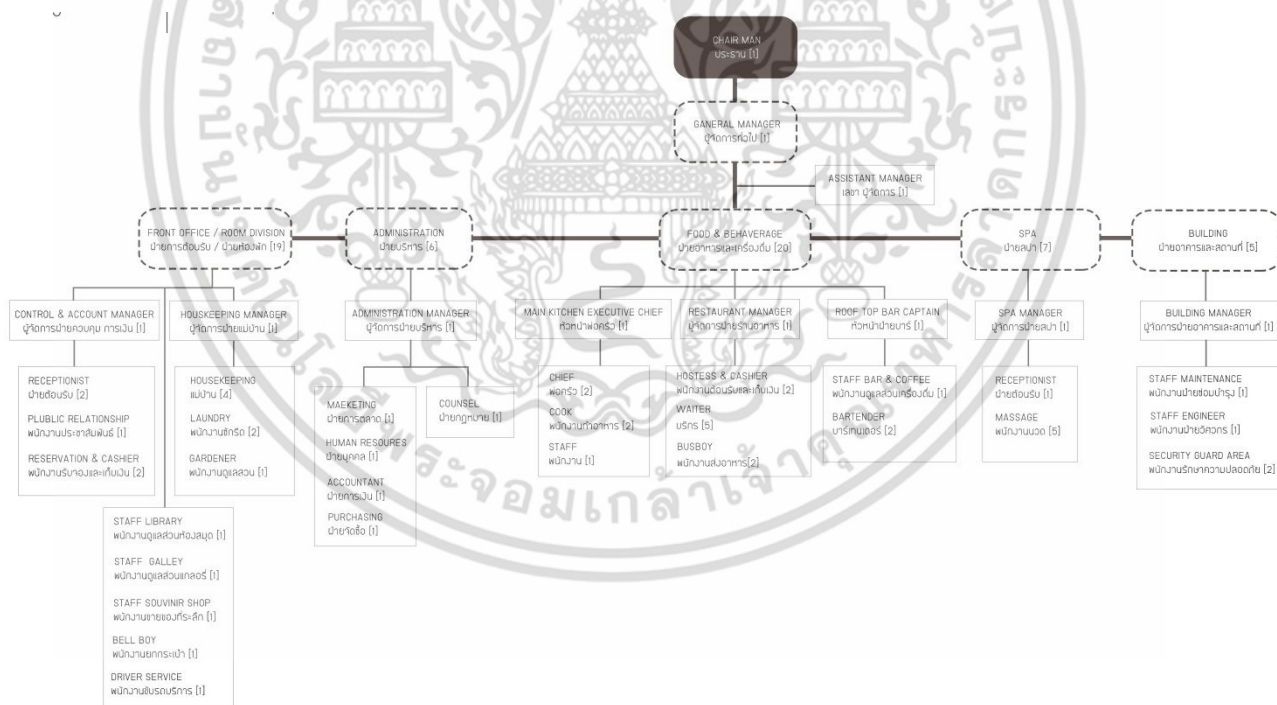 CHAIR MAN
ประธาน [1]
GANERAL MANAGER
ผู้จัดการทั่วไป [1]
ASSISTANT MANAGER
เลขา ผู้จัดการ [1]
FRONT OFFICE / ROOM DIVISION
ฝ่ายการต้อนรับ / ฝ่ายห้องพัก [19]
ADMINISTRATION
ฝ่ายบริหาร [6]
FOOD & BEHAVERAGE
ฝ่ายอาหารและเครื่องดื่ม [20]
SPA
ฝ่ายสปา [7]
BUILDING
ฝ่ายอาคารและสถานที่ [5]
CONTROL & ACCOUNT MANAGER
ผู้จัดการฝ่ายควบคุม การเงิน [1]
HOUSKEEPING MANAGER
ผู้จัดการฝ่ายแม่บ้าน [1]
ADMINISTRATION MANAGER
ผู้จัดการฝ่ายบริหาร [1]
MAIN KITCHEN EXECUTIVE CHIEF
หัวหน้าพ่อครัว [1]
RESTAURANT MANAGER
ผู้จัดการฝ่ายร้านอาหาร [1]
ROOF TOP BAR CAPTAIN
หัวหน้าฝ่ายบาร์ [1]
SPA MANAGER
ผู้จัดการฝ่ายสปา [1]
BUILDING MANAGER
ผู้จัดการฝ่ายอาคารและสถานที่ [1]
RECEPTIONIST
ฝ่ายต้อนรับ [2]
PLUBLIC RELATIONSHIP
พนักงานประชาสัมพันธ์ [1]
RESERVATION & CASHIER
พนักงานรับจองและเก็บเงิน [2]
HOUSEKEEPING
แม่บ้าน [4]
LAUNDRY
พนักงานซักรีด [2]
GARDENER
พนักงานดูแลสวน [1]
STAFF LIBRARY
พนักงานดูแลส่วนห้องสมุด [1]
STAFF GALLEY
พนักงานดูแลส่วนแกลอรี่ [1]
STAFF SOUVINIR SHOP
พนักงานขายของที่ระลึก [1]
BELL BOY
พนักงานยกกระเป๋า [1]
DRIVER SERVICE
พนักงานขับรถบริการ [1]
MAEKETING
ฝ่ายการตลาด [1]
HUMAN RESOURES
ฝ่ายบุคคล [1]
ACCOUNTANT
ฝ่ายการเงิน [1]
PURCHASING
ฝ่ายจัดซื้อ [1]
COUNSEL
ฝ่ายกฎหมาย [1]
CHIEF
พ่อครัว [2]
COOK
พนักงานทำอาหาร [2]
STAFF
พนักงาน [1]
HOSTESS & CASHIER
พนักงานต้อนรับและเก็บเงิน [2]
WAITER
บริกร [5]
BUSBOY
พนักงานส่งอาหาร[2]
STAFF BAR & COFFEE
พนักงานดูแลส่วนเครื่องดื่ม [1]
BARTENDER
บาร์เทนเดอร์ [2]
RECEPTIONIST
ฝ่ายต้อนรับ [1]
MASSAGE
พนักงานนวด [5]
STAFF MAINTENANCE
พนักงานฝ่ายซ่อมบำรุง [1]
STAFF ENGINEER
พนักงานฝ่ายวิศวกร [1]
SECURITY GUARD AREA
พนักงานรักษาความปลอดภัย [2]